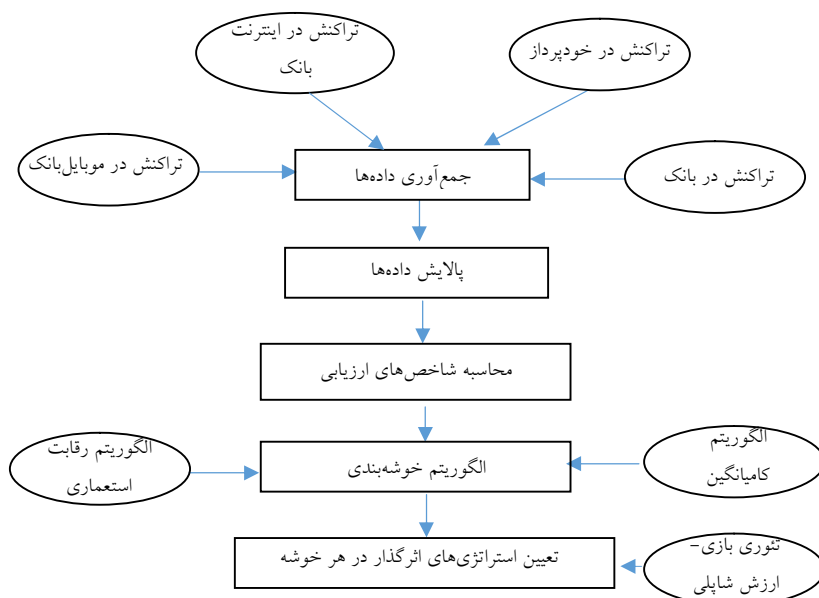 تراکنش در اینترنت
بانک
تراکنش در خودپرداز
تراکنش در موبایل‌بانک
جمع‌آوری داده‌ها
تراکنش در بانک
پالایش داده‌ها
محاسبه شاخص‌های ارزیابی
الگوریتم رقابت
استعماری
الگوریتم خوشه‌بندی
الگوریتم
کامیانگین
تعیین استراتژی‌های اثرگذار در هر خوشه
تئوری بازی-
ارزش شاپلی